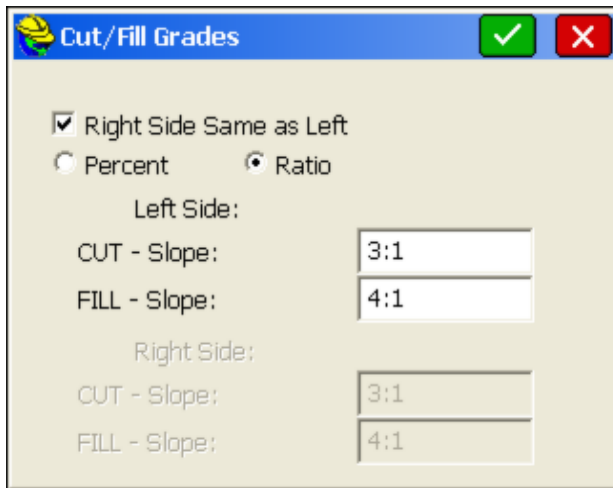 Cut/Fill Grades
Right Side Same as Left
Percent Ratio
Left Side:
CUT - Slope: 3:1
FILL - Slope: 4:1
Right Side:
CUT - Slope: 3:1
FILL - Slope: 4:1